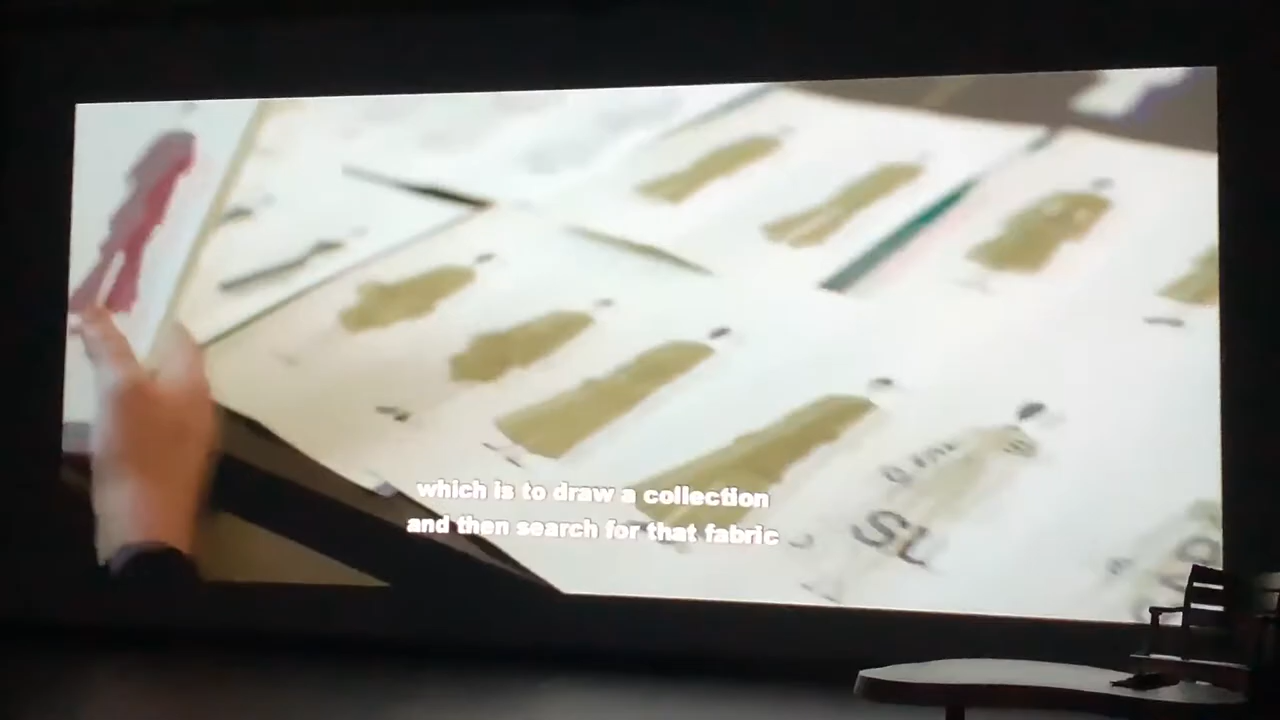 which is to draw a collection
and then search for that fabric